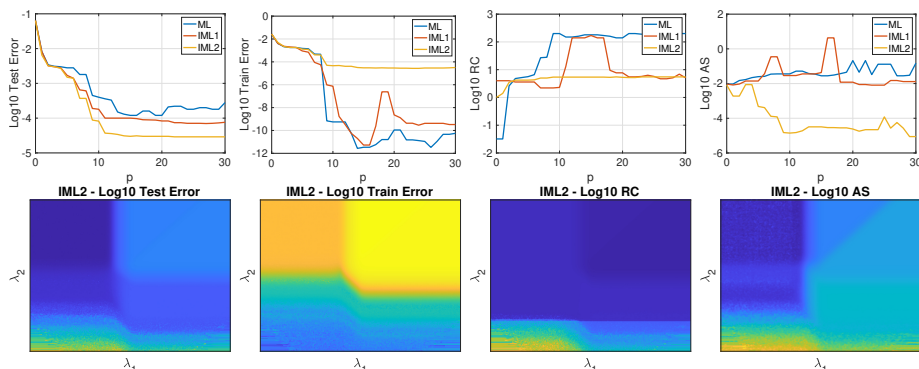 -1
-2
-3
-4
-5
Log10 Test Error
ML
IML1
IML2
0
10
20
30
p
0
-2
-4
-6
-8
-10
-12
Log10 Train Error
ML
IML1
IML2
0
10
20
30
p
3
2
1
0
-1
-2
Log10 RC
ML
IML1
IML2
0
10
20
30
p
2
0
-2
-4
-6
Log10 AS
ML
IML1
IML2
0
10
20
30
p
IML2 - Log10 Test Error
λ2
λ1
IML2 - Log10 Train Error
λ2
λ1
IML2 - Log10 RC
λ2
λ1
IML2 - Log10 AS
λ2
λ1